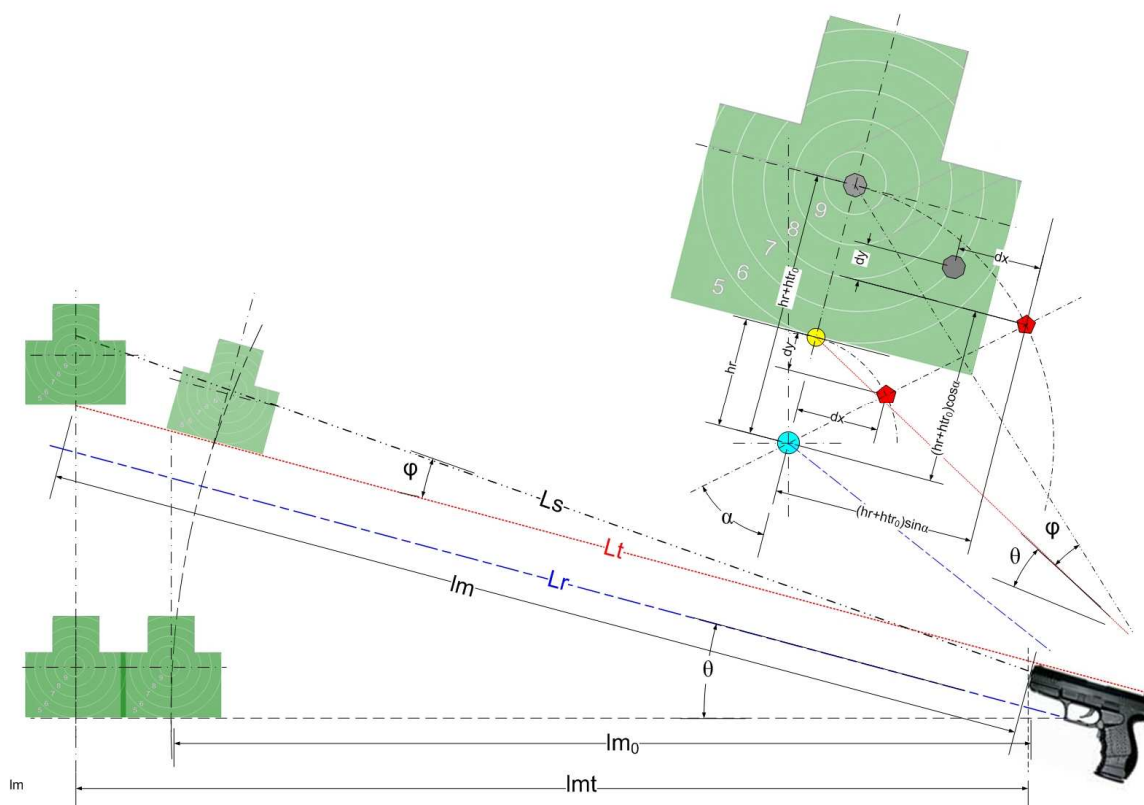 9
8
7
6
5
hr+htr₀
dy
dx
hr
dy
dx
(hr+htr₀)cosα
(hr+htr₀)sinα
α
φ
θ
φ
Ls
Lt
Lr
lm
θ
lm₀
lm
lmt